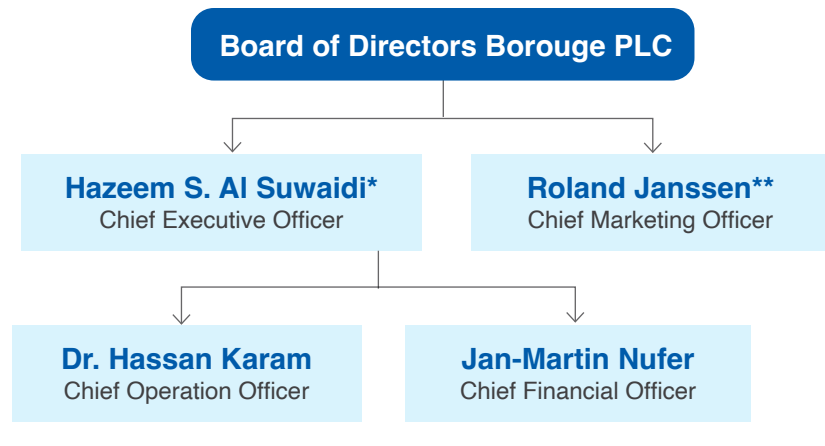 Board of Directors Borouge PLC
Hazeem S. Al Suwaidi*
Chief Executive Officer
Roland Janssen**
Chief Marketing Officer
Dr. Hassan Karam
Chief Operation Officer
Jan-Martin Nufer
Chief Financial Officer